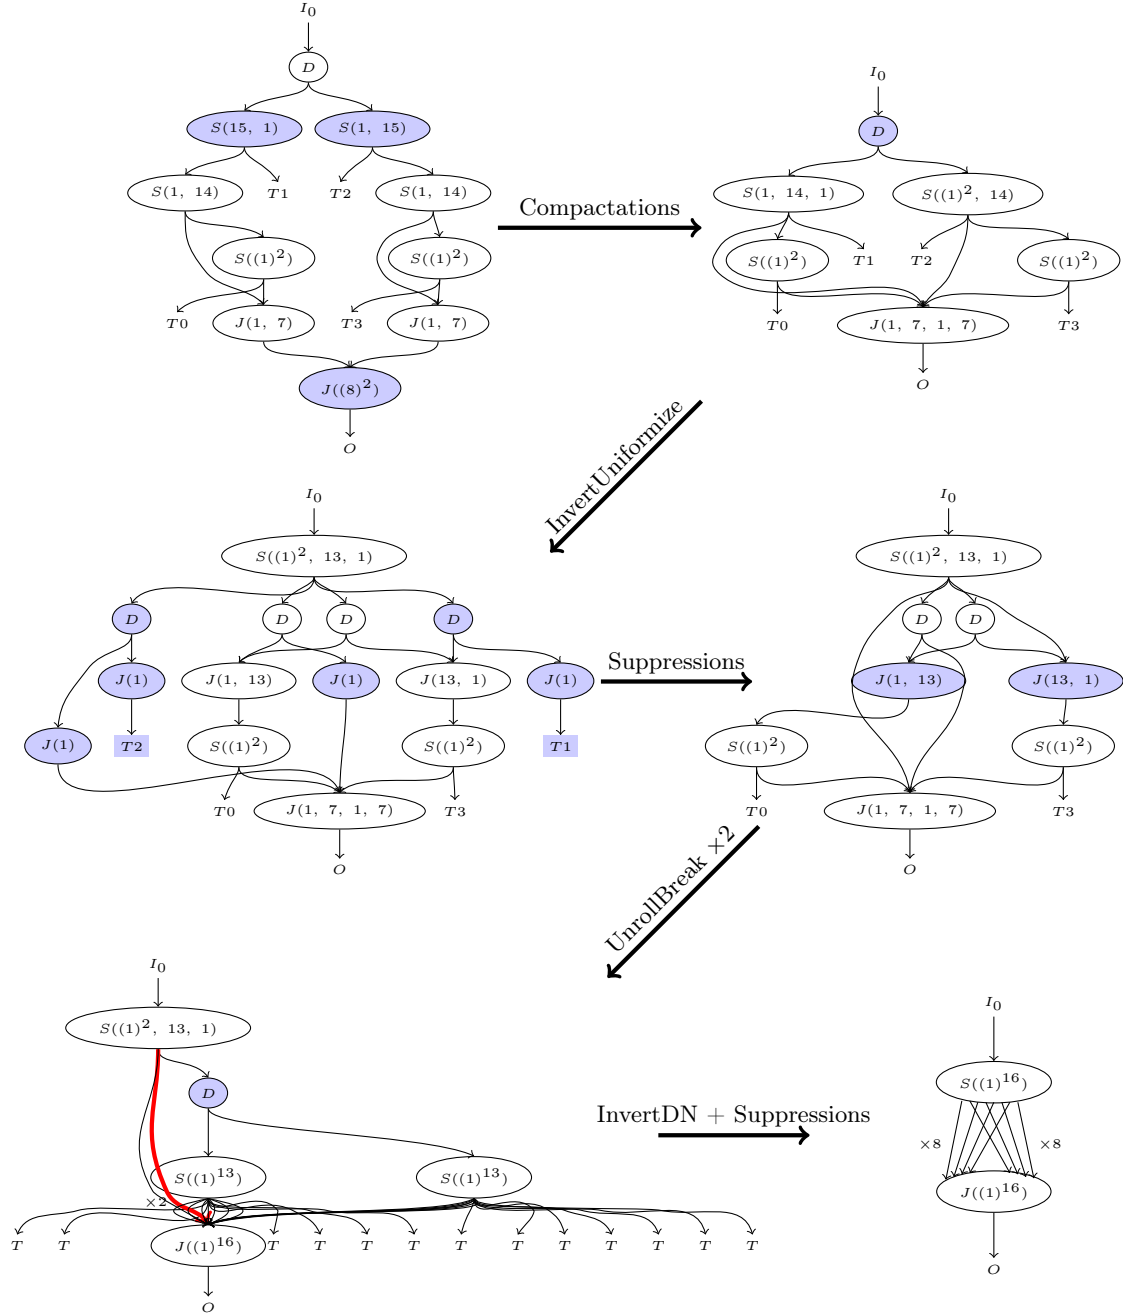 I₀
D
S(15, 1) S(1, 15)
S(1, 14) T1 T2 S(1, 14)
S((1)²) S((1)²)
T0 J(1, 7) T3 J(1, 7)
J((8)²)
O
Compactations
I₀
D
S(1, 14, 1) S((1)², 14)
S((1)²) T1 T2 S((1)²)
T0 J(1, 7, 1, 7) T3
O
InvertUniformize
I₀
S((1)², 13, 1)
D D D D
J(1) J(1, 13) J(1) J(13, 1) J(1)
J(1) T2 S((1)²) S((1)²) T1
T0 J(1, 7, 1, 7) T3
O
Suppressions
I₀
S((1)², 13, 1)
D D
J(1, 13) J(13, 1)
S((1)²) S((1)²)
T0 J(1, 7, 1, 7) T3
O
UnrollBreak ×2
I₀
S((1)², 13, 1)
D
S((1)¹³) S((1)¹³)
×2
T T J((1)¹⁶) T T T T T T T T T T T
O
InvertDN + Suppressions
I₀
S((1)¹⁶)
×8 ×8
J((1)¹⁶)
O